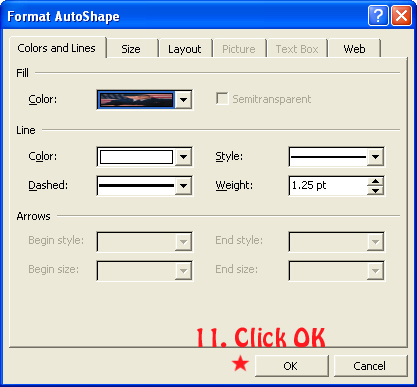 Format AutoShape
Colors and Lines Size Layout Picture Text Box Web
Fill
Color: Semitransparent
Line
Color: Style:
Dashed: Weight: 1.25 pt
Arrows
Begin style: End style:
Begin size: End size:
11. Click OK
OK Cancel